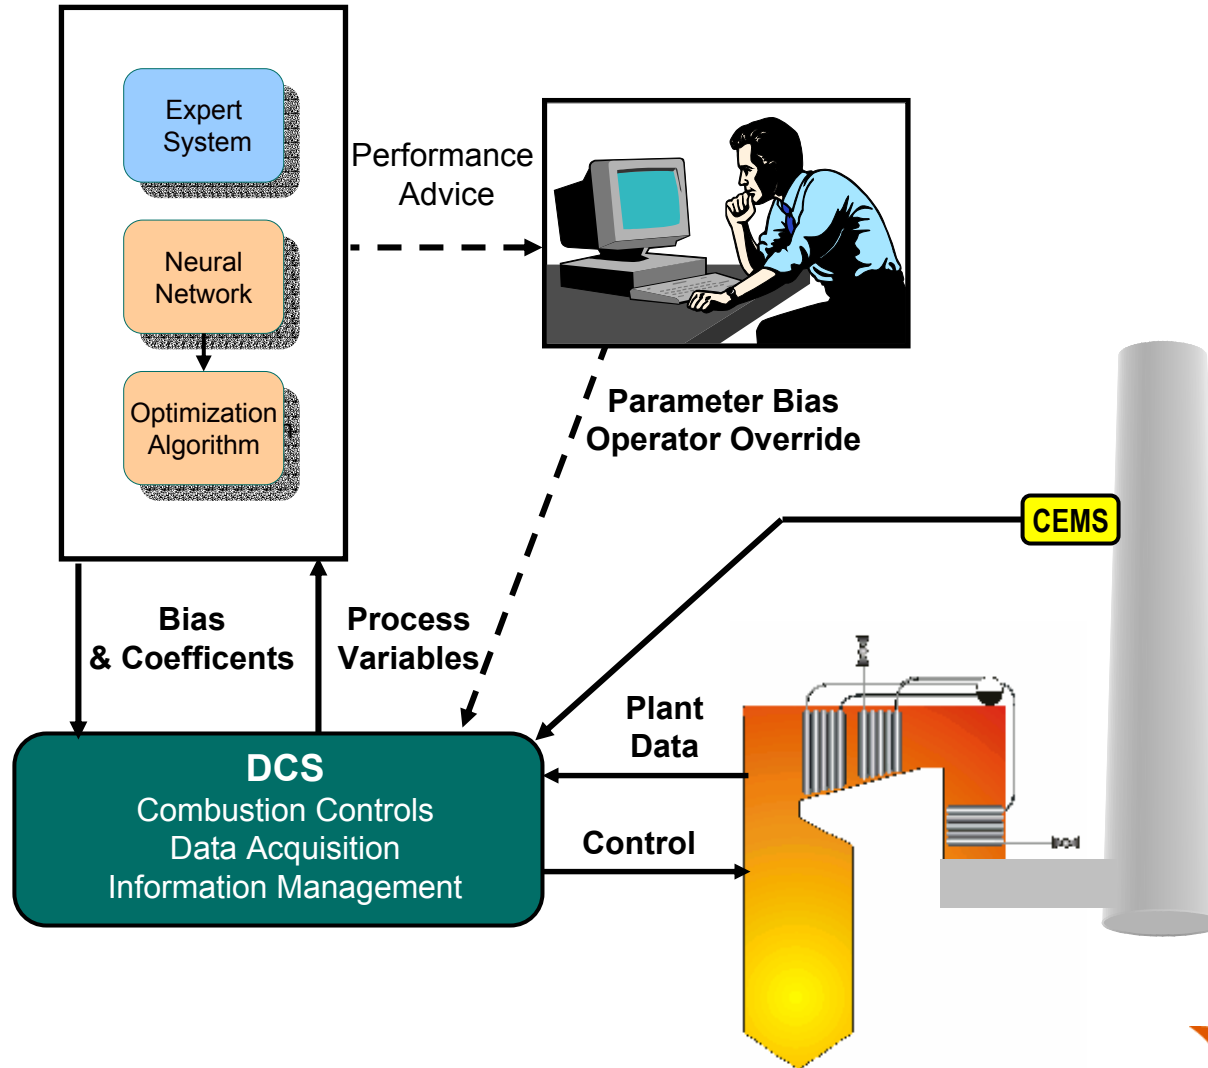 Expert
System
Performance
Advice
Neural
Network
Optimization
Algorithm
Parameter Bias
Operator Override
CEMS
Bias
& Coefficents
Process
Variables
Plant
Data
DCS
Combustion Controls
Data Acquisition
Information Management
Control